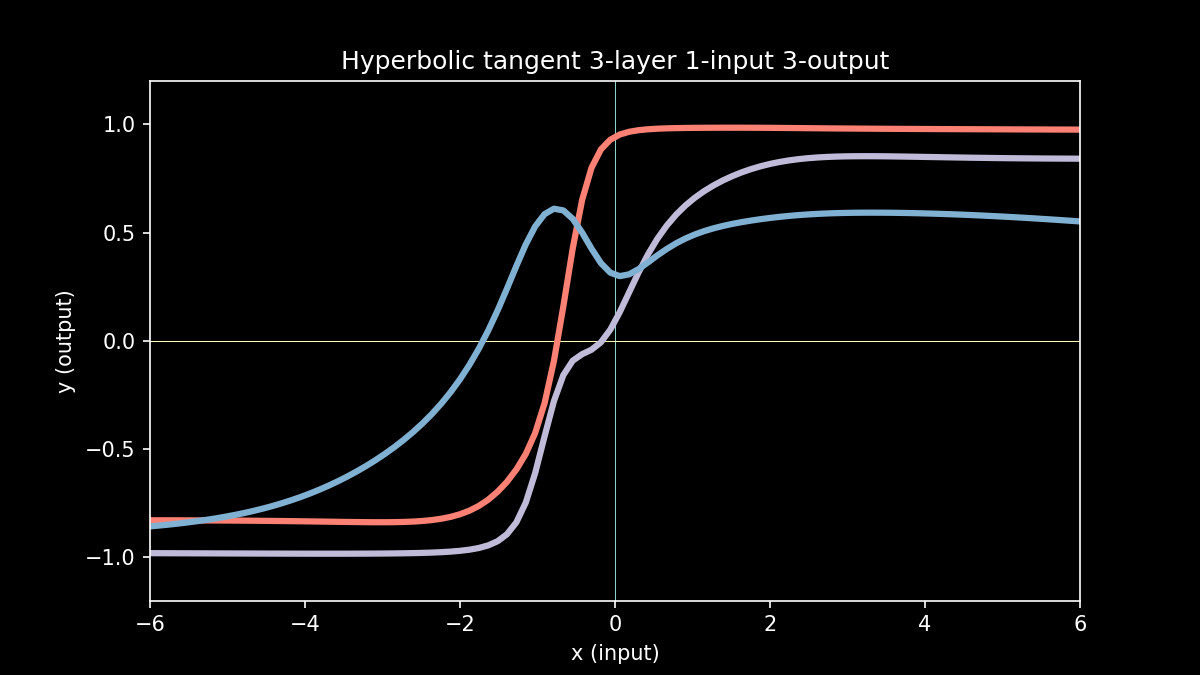 Hyperbolic tangent 3-layer 1-input 3-output
1.0
0.5
0.0
−0.5
−1.0
y (output)
−6 −4 −2 0 2 4 6
x (input)